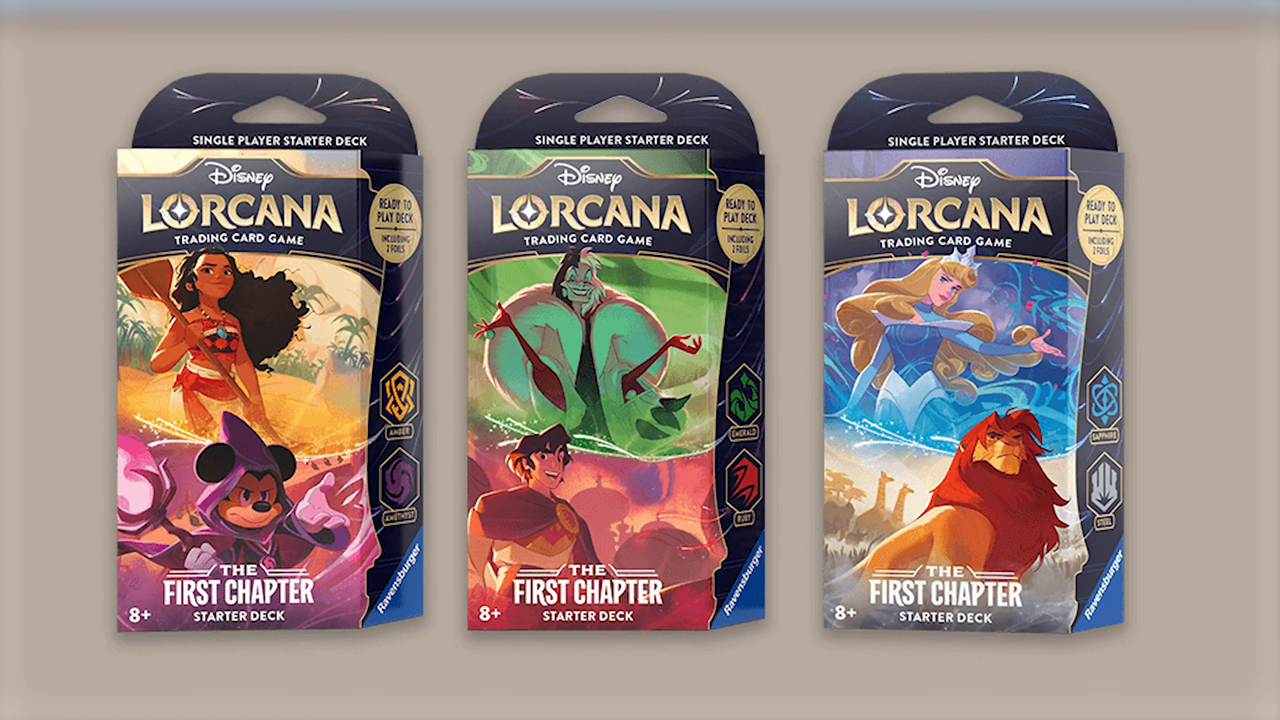 SINGLE PLAYER STARTER DECK
Disney
LORCANA
TRADING CARD GAME
READY TO
PLAY DECK
INCLUDING
2 FOILS
AMBER
AMETHYST
THE
FIRST CHAPTER
STARTER DECK
8+
Ravensburger
SINGLE PLAYER STARTER DECK
Disney
LORCANA
TRADING CARD GAME
READY TO
PLAY DECK
INCLUDING
2 FOILS
EMERALD
RUBY
THE
FIRST CHAPTER
STARTER DECK
8+
Ravensburger
SINGLE PLAYER STARTER DECK
Disney
LORCANA
TRADING CARD GAME
READY TO
PLAY DECK
INCLUDING
2 FOILS
SAPPHIRE
STEEL
THE
FIRST CHAPTER
STARTER DECK
8+
Ravensburger